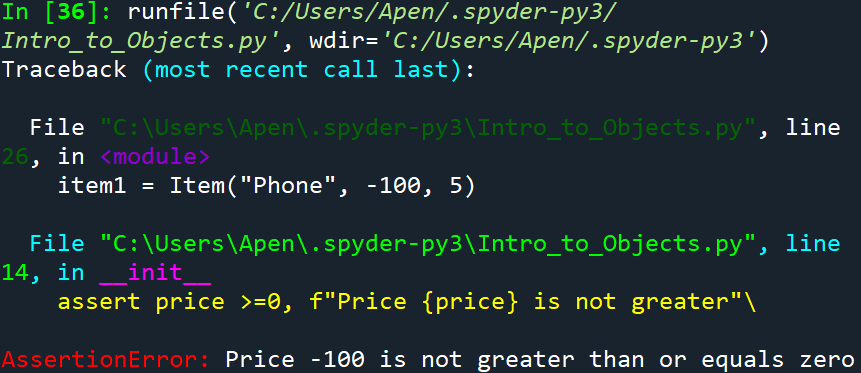 In [36]: runfile('C:/Users/Apen/.spyder-py3/
Intro_to_Objects.py', wdir='C:/Users/Apen/.spyder-py3')
Traceback (most recent call last):
File "C:\Users\Apen\.spyder-py3\Intro_to_Objects.py", line
26, in <module>
item1 = Item("Phone", -100, 5)
File "C:\Users\Apen\.spyder-py3\Intro_to_Objects.py", line
14, in __init__
assert price >=0, f"Price {price} is not greater"\
AssertionError: Price -100 is not greater than or equals zero